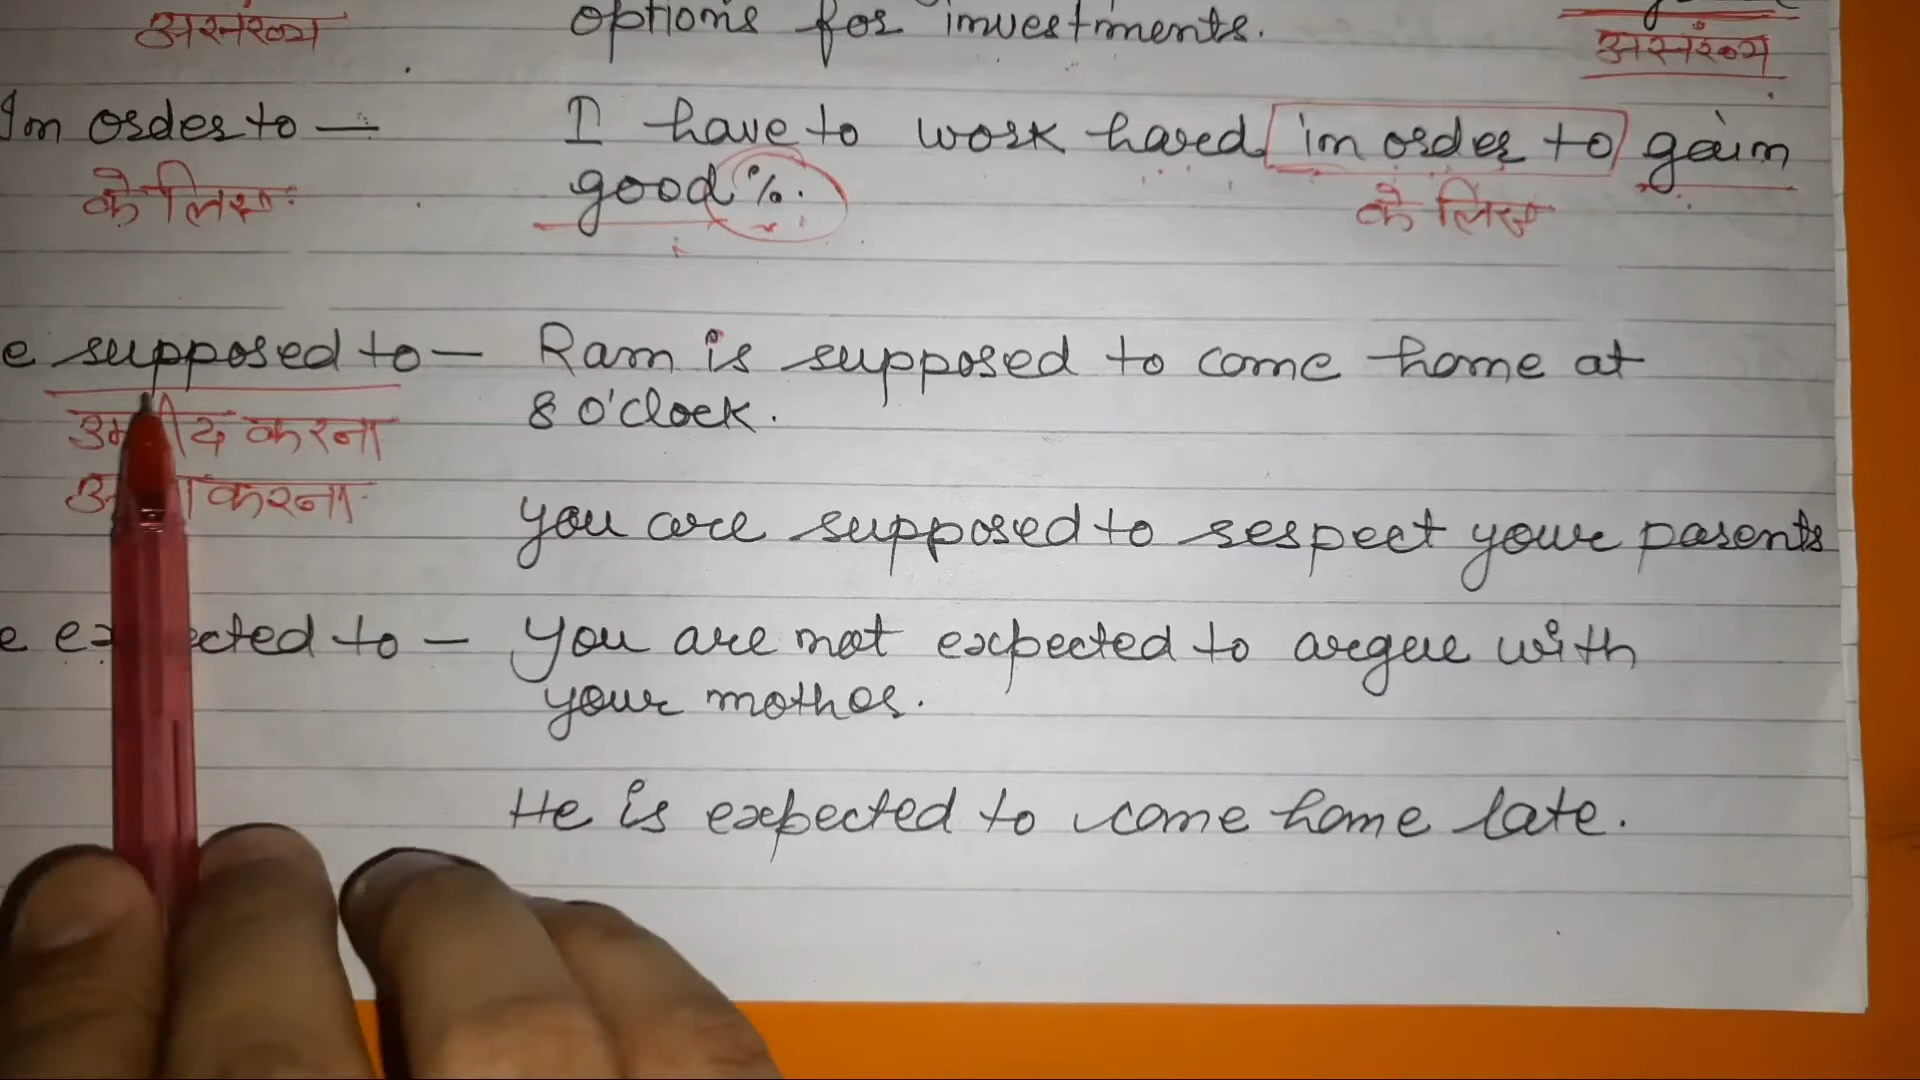 असंख्य options for investments. असंख्य
In order to — I have to work hard in order to gain
के लिए good %. के लिए
e supposed to — Ram is supposed to come home at
8 o'clock.
करना
करना
you are supposed to respect your parents
e to — You are not expected to argue with
your mother.
He is expected to come home late.